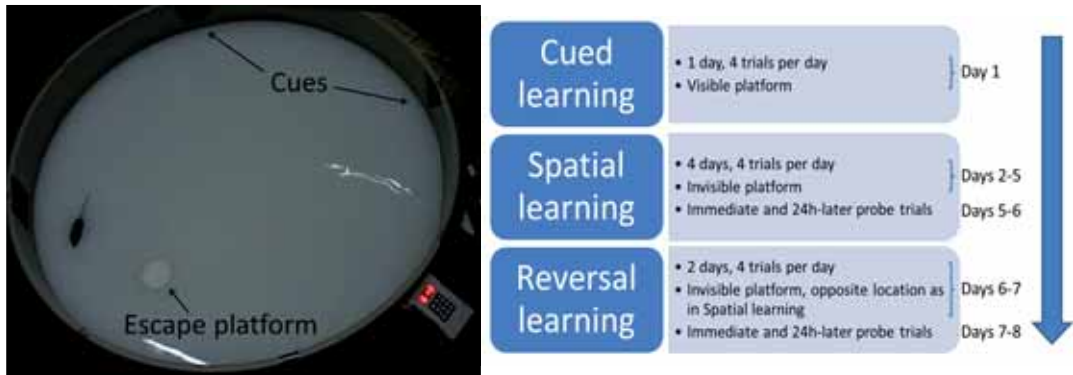 Cues
Escape platform
Cued
learning
• 1 day, 4 trials per day
• Visible platform
Day 1
Spatial
learning
• 4 days, 4 trials per day
• Invisible platform
• Immediate and 24h-later probe trials
Days 2-5
Days 5-6
Reversal
learning
• 2 days, 4 trials per day
• Invisible platform, opposite location as
in Spatial learning
• Immediate and 24h-later probe trials
Days 6-7
Days 7-8